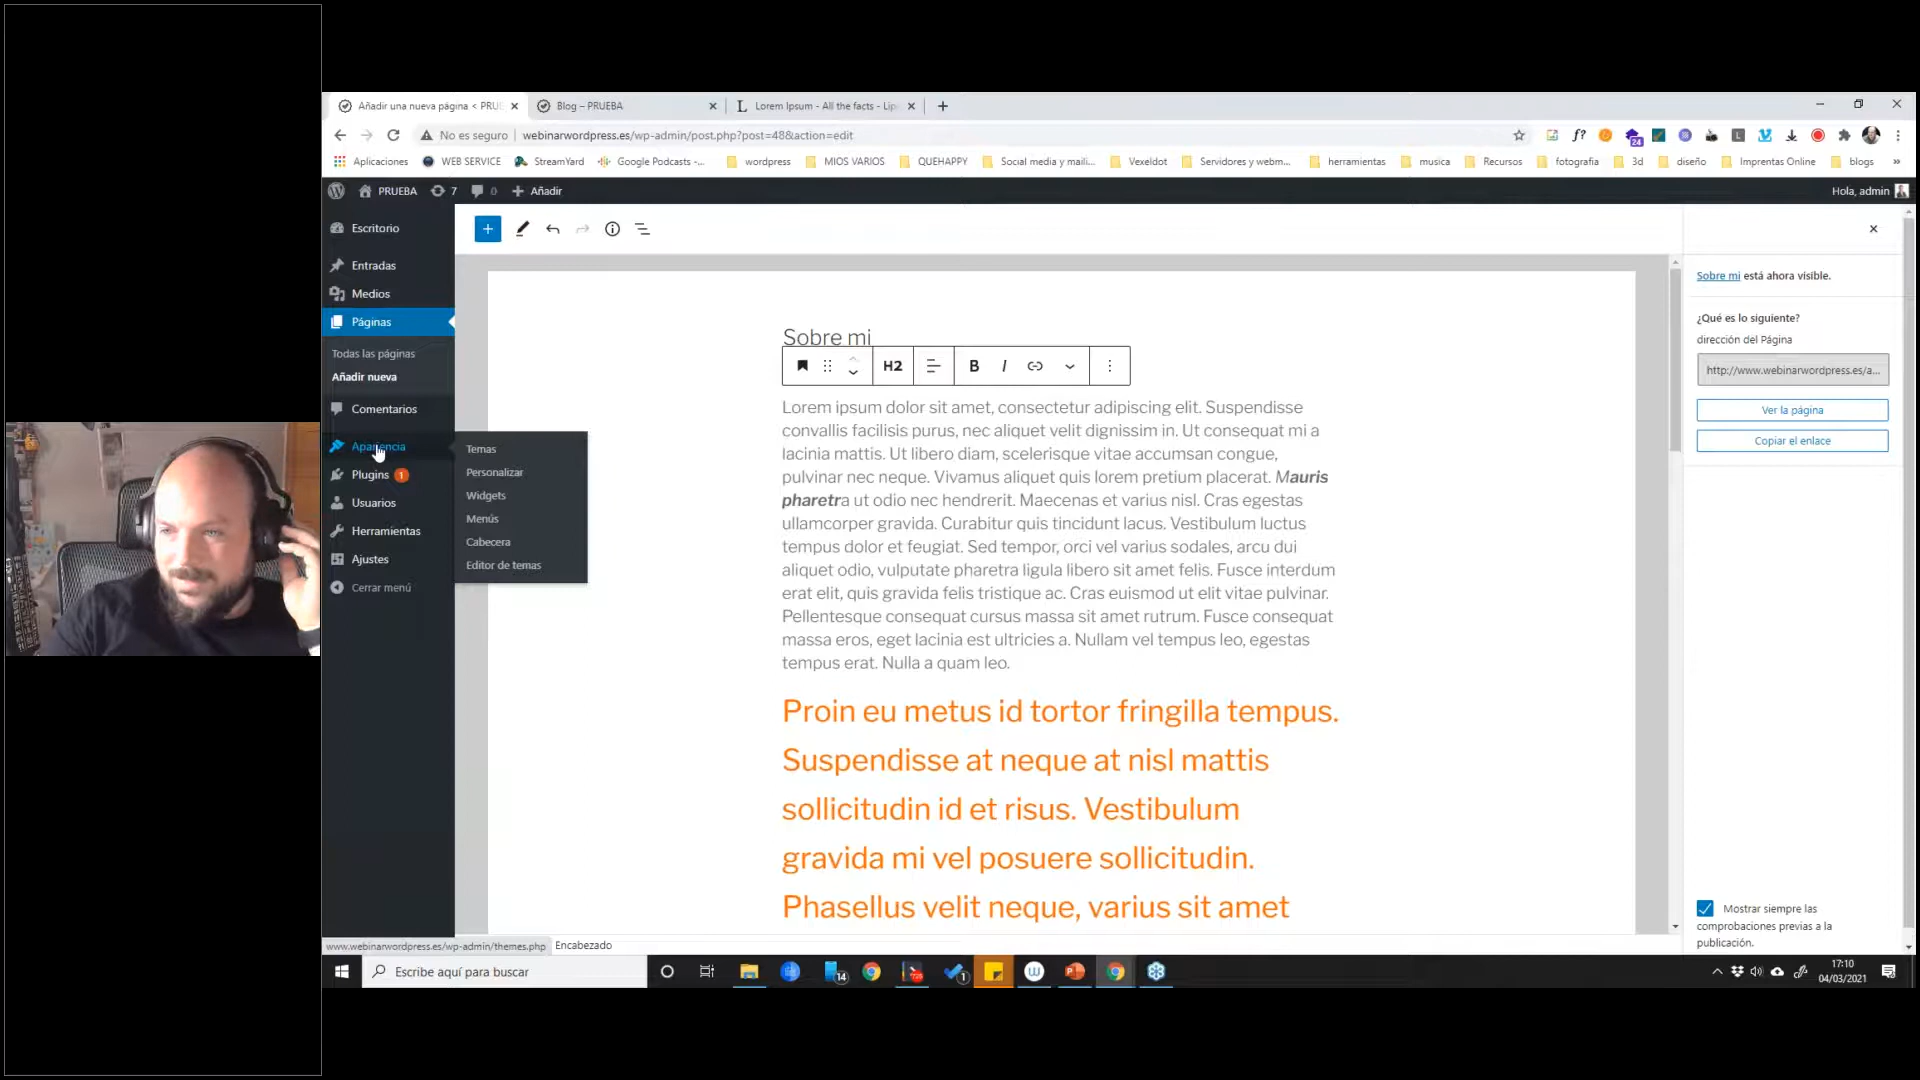 Añadir una nueva página < PRU
Blog – PRUEBA
Lorem Ipsum - All the facts - Lip
No es seguro
webinarwordpress.es/wp-admin/post.php?post=48&action=edit
Aplicaciones
WEB SERVICE
StreamYard
Google Podcasts -...
wordpress
MIOS VARIOS
QUEHAPPY
Social media y maili...
Vexeldot
Servidores y webm...
herramientas
musica
Recursos
fotografia
3d
diseño
Imprentas Online
blogs
PRUEBA
7
0
Añadir
Hola, admin
Escritorio
Entradas
Medios
Páginas
Todas las páginas
Añadir nueva
Comentarios
Apariencia
Plugins 1
Usuarios
Herramientas
Ajustes
Cerrar menú
Temas
Personalizar
Widgets
Menús
Cabecera
Editor de temas
Sobre mi
H2
B
I
Lorem ipsum dolor sit amet, consectetur adipiscing elit. Suspendisse
convallis facilisis purus, nec aliquet velit dignissim in. Ut consequat mi a
lacinia mattis. Ut libero diam, scelerisque vitae accumsan congue,
pulvinar nec neque. Vivamus aliquet quis lorem pretium placerat. Mauris
pharetra ut odio nec hendrerit. Maecenas et varius nisl. Cras egestas
ullamcorper gravida. Curabitur quis tincidunt lacus. Vestibulum luctus
tempus dolor et feugiat. Sed tempor, orci vel varius sodales, arcu dui
aliquet odio, vulputate pharetra ligula libero sit amet felis. Fusce interdum
erat elit, quis gravida felis tristique ac. Cras euismod ut elit vitae pulvinar.
Pellentesque consequat cursus massa sit amet rutrum. Fusce consequat
massa eros, eget lacinia est ultricies a. Nullam vel tempus leo, egestas
tempus erat. Nulla a quam leo.
Proin eu metus id tortor fringilla tempus.
Suspendisse at neque at nisl mattis
sollicitudin id et risus. Vestibulum
gravida mi vel posuere sollicitudin.
Phasellus velit neque, varius sit amet
Sobre mi está ahora visible.
¿Qué es lo siguiente?
dirección del Página
http://www.webinarwordpress.es/a...
Ver la página
Copiar el enlace
Mostrar siempre las
comprobaciones previas a la
publicación.
www.webinarwordpress.es/wp-admin/themes.php
Encabezado
Escribe aquí para buscar
14
1
17:10
04/03/2021